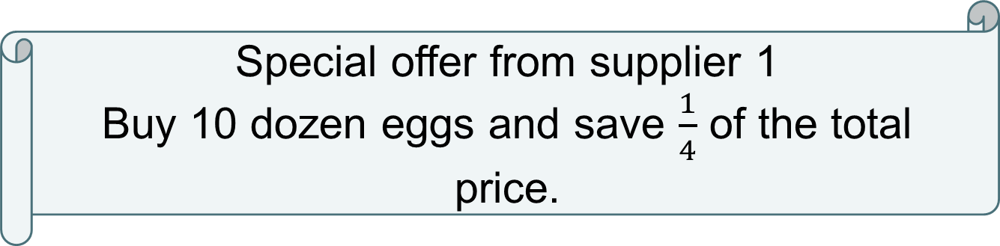 Special offer from supplier 1
Buy 10 dozen eggs and save 1/4 of the total
price.